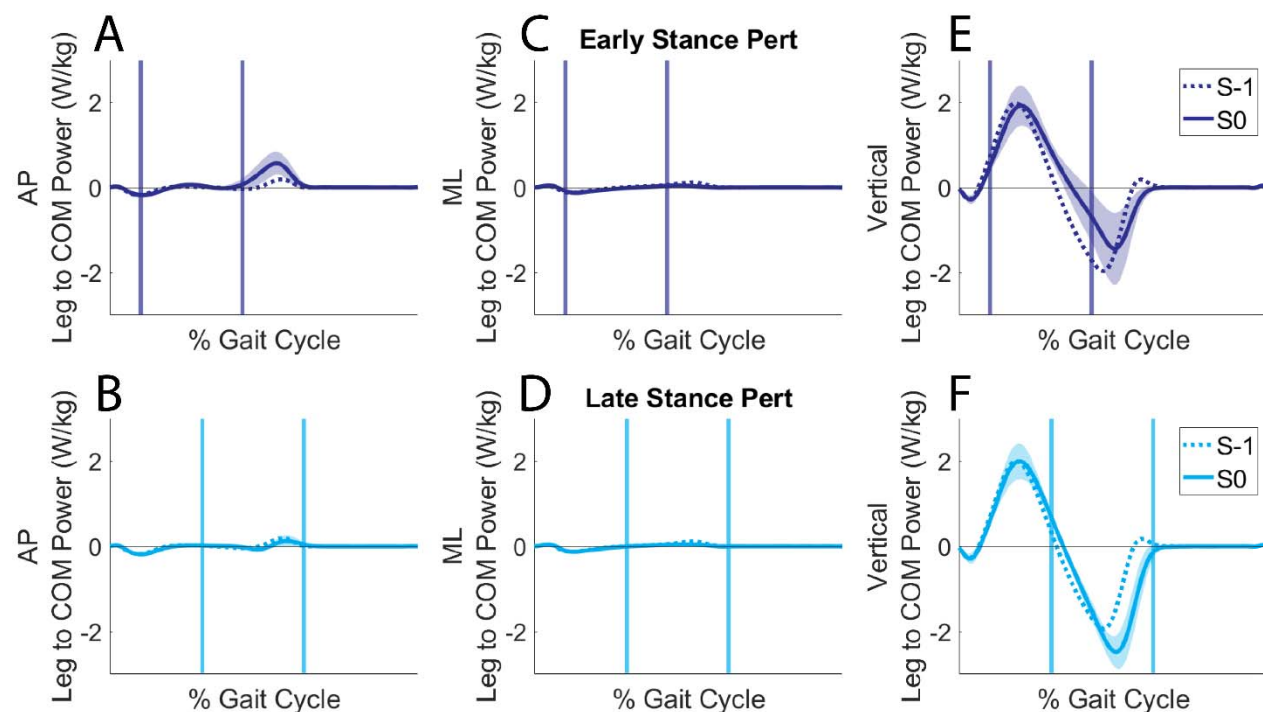 A
AP
Leg to COM Power (W/kg)
2
0
-2
% Gait Cycle
C
Early Stance Pert
ML
Leg to COM Power (W/kg)
2
0
-2
% Gait Cycle
E
Vertical
Leg to COM Power (W/kg)
2
0
-2
S-1
S0
% Gait Cycle
B
AP
Leg to COM Power (W/kg)
2
0
-2
% Gait Cycle
D
Late Stance Pert
ML
Leg to COM Power (W/kg)
2
0
-2
% Gait Cycle
F
Vertical
Leg to COM Power (W/kg)
2
0
-2
S-1
S0
% Gait Cycle